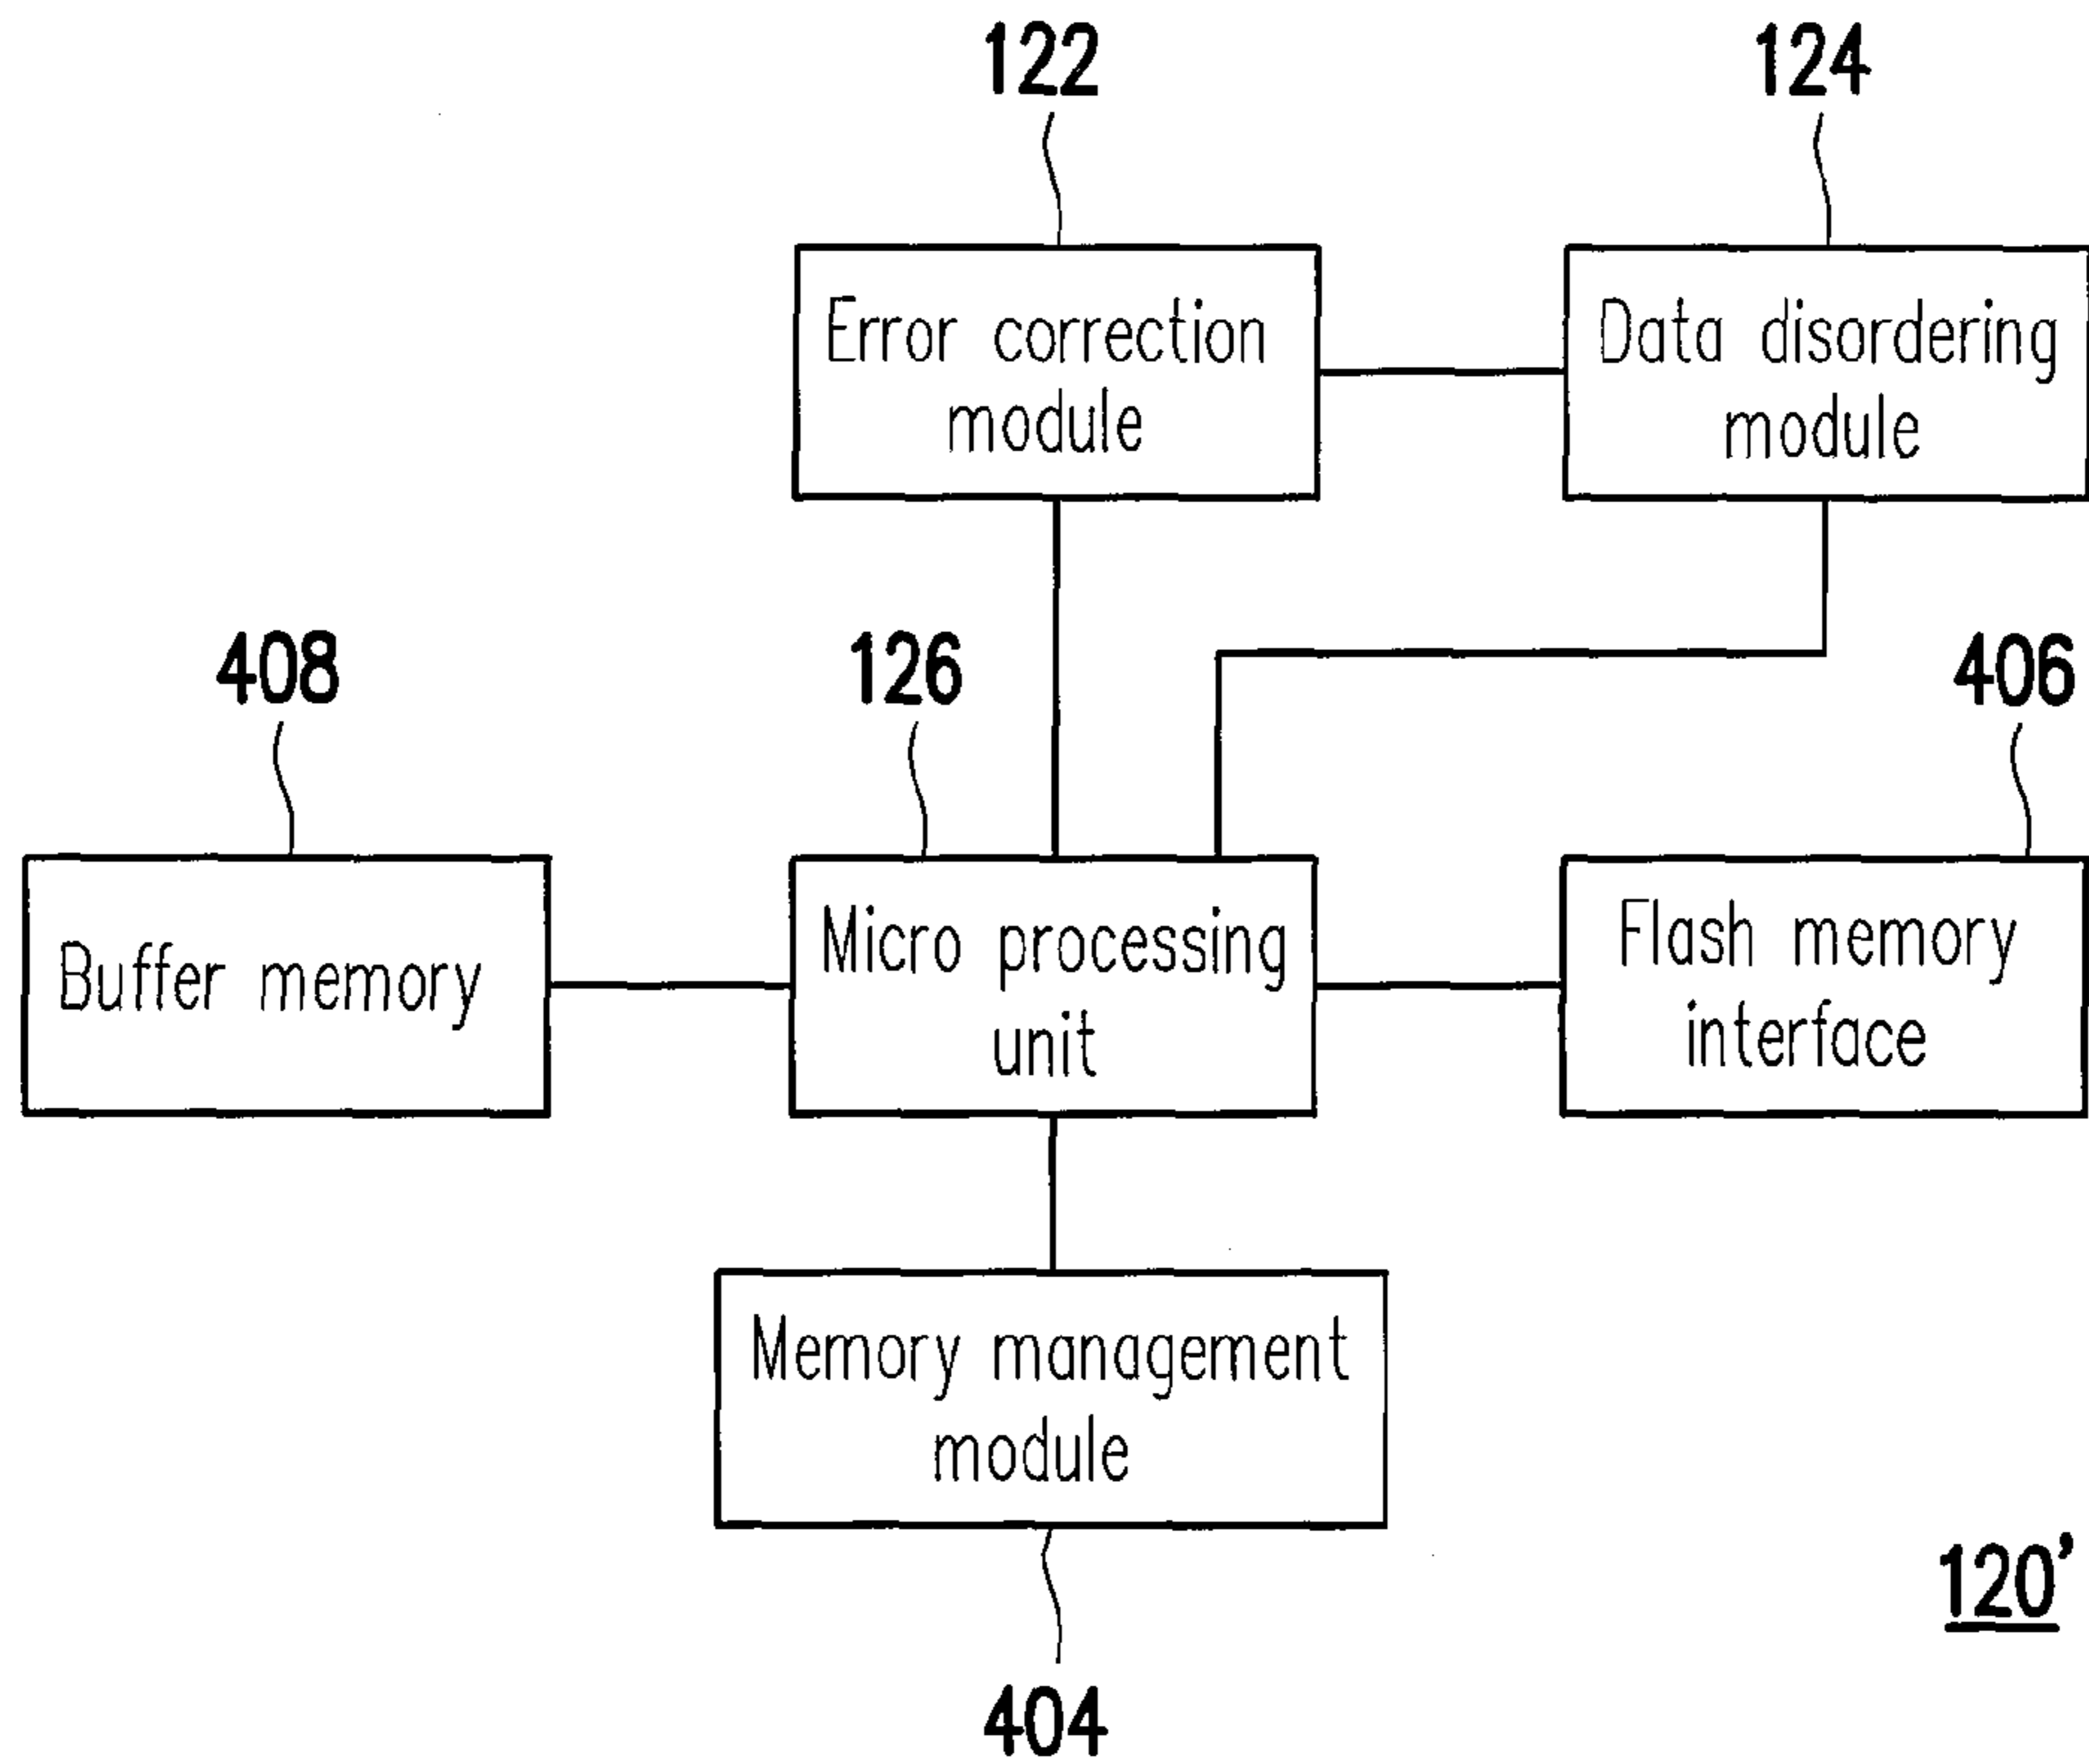 122
124
Error correction
module
Data disordering
module
408
126
406
Buffer memory
Micro processing
unit
Flash memory
interface
Memory management
module
120'
404